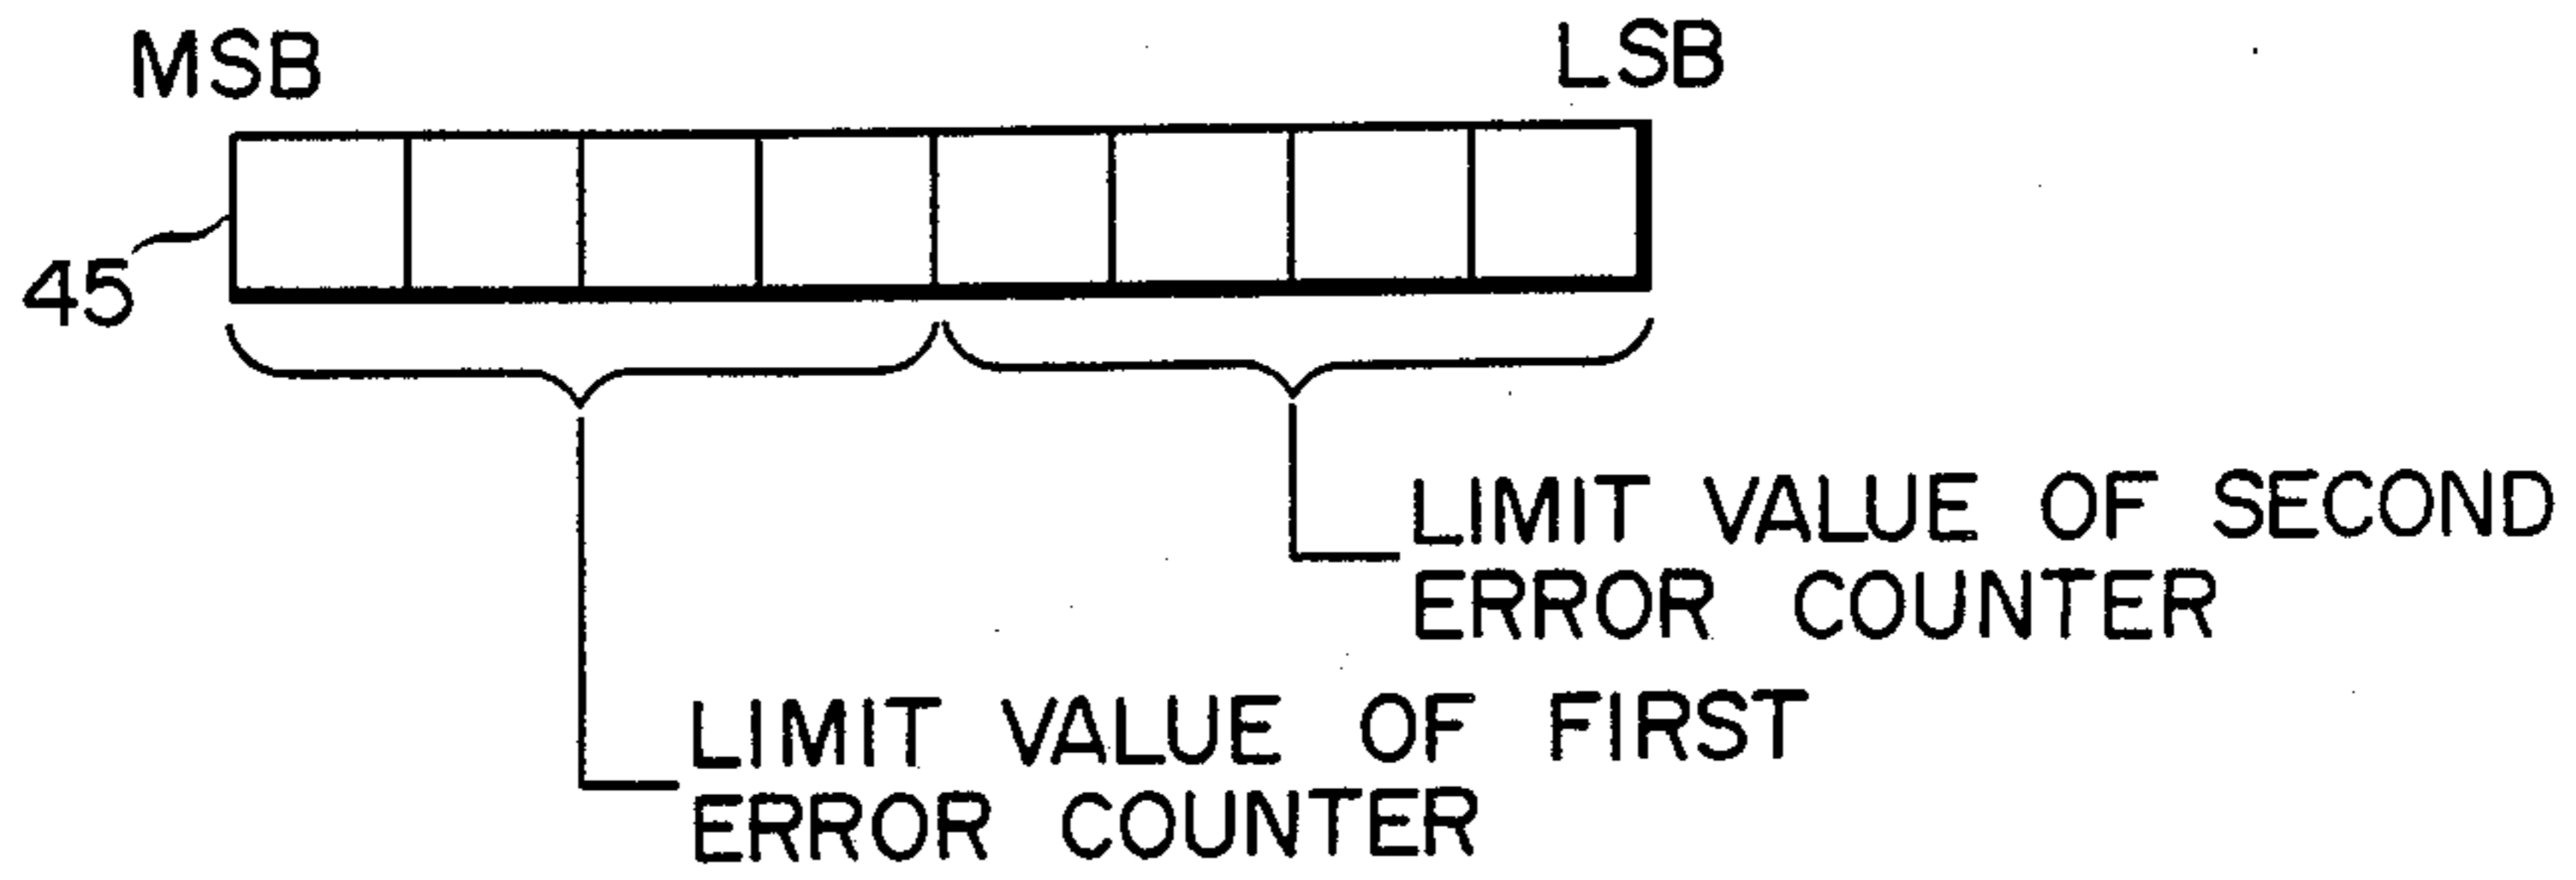 MSB
LSB
45
LIMIT VALUE OF SECOND
ERROR COUNTER
LIMIT VALUE OF FIRST
ERROR COUNTER